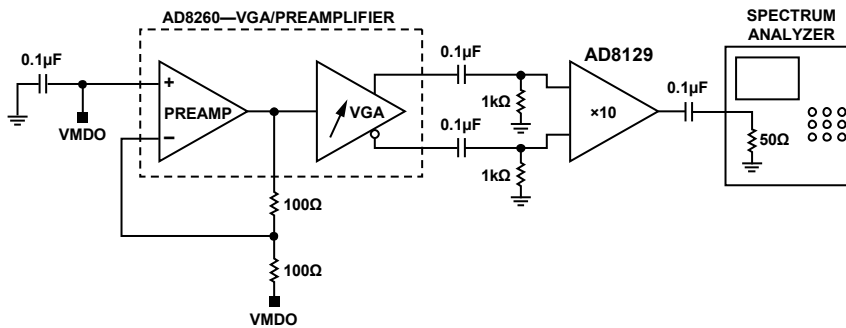 AD8260—VGA/PREAMPLIFIER
SPECTRUM
ANALYZER
0.1µF
0.1µF
AD8129
0.1µF
+
PREAMP
–
VGA
1kΩ
×10
VMDO
0.1µF
50Ω
1kΩ
100Ω
100Ω
VMDO